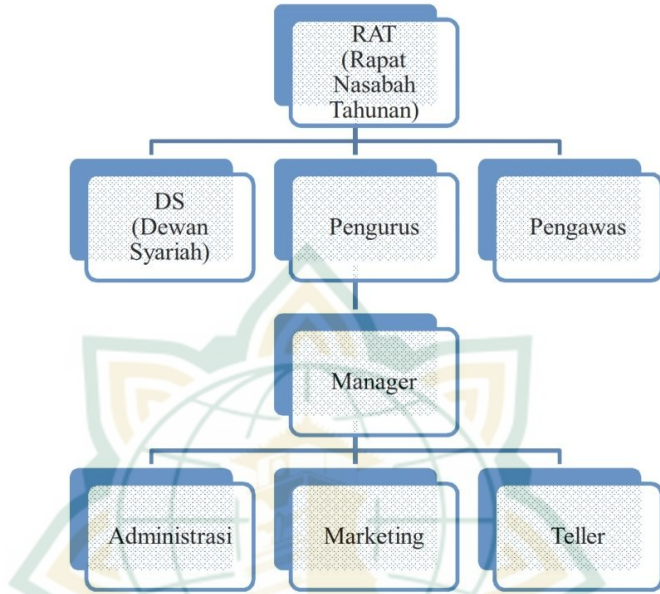 RAT
(Rapat
Nasabah
Tahunan)
DS
(Dewan
Syariah)
Pengurus
Pengawas
Manager
Administrasi
Marketing
Teller